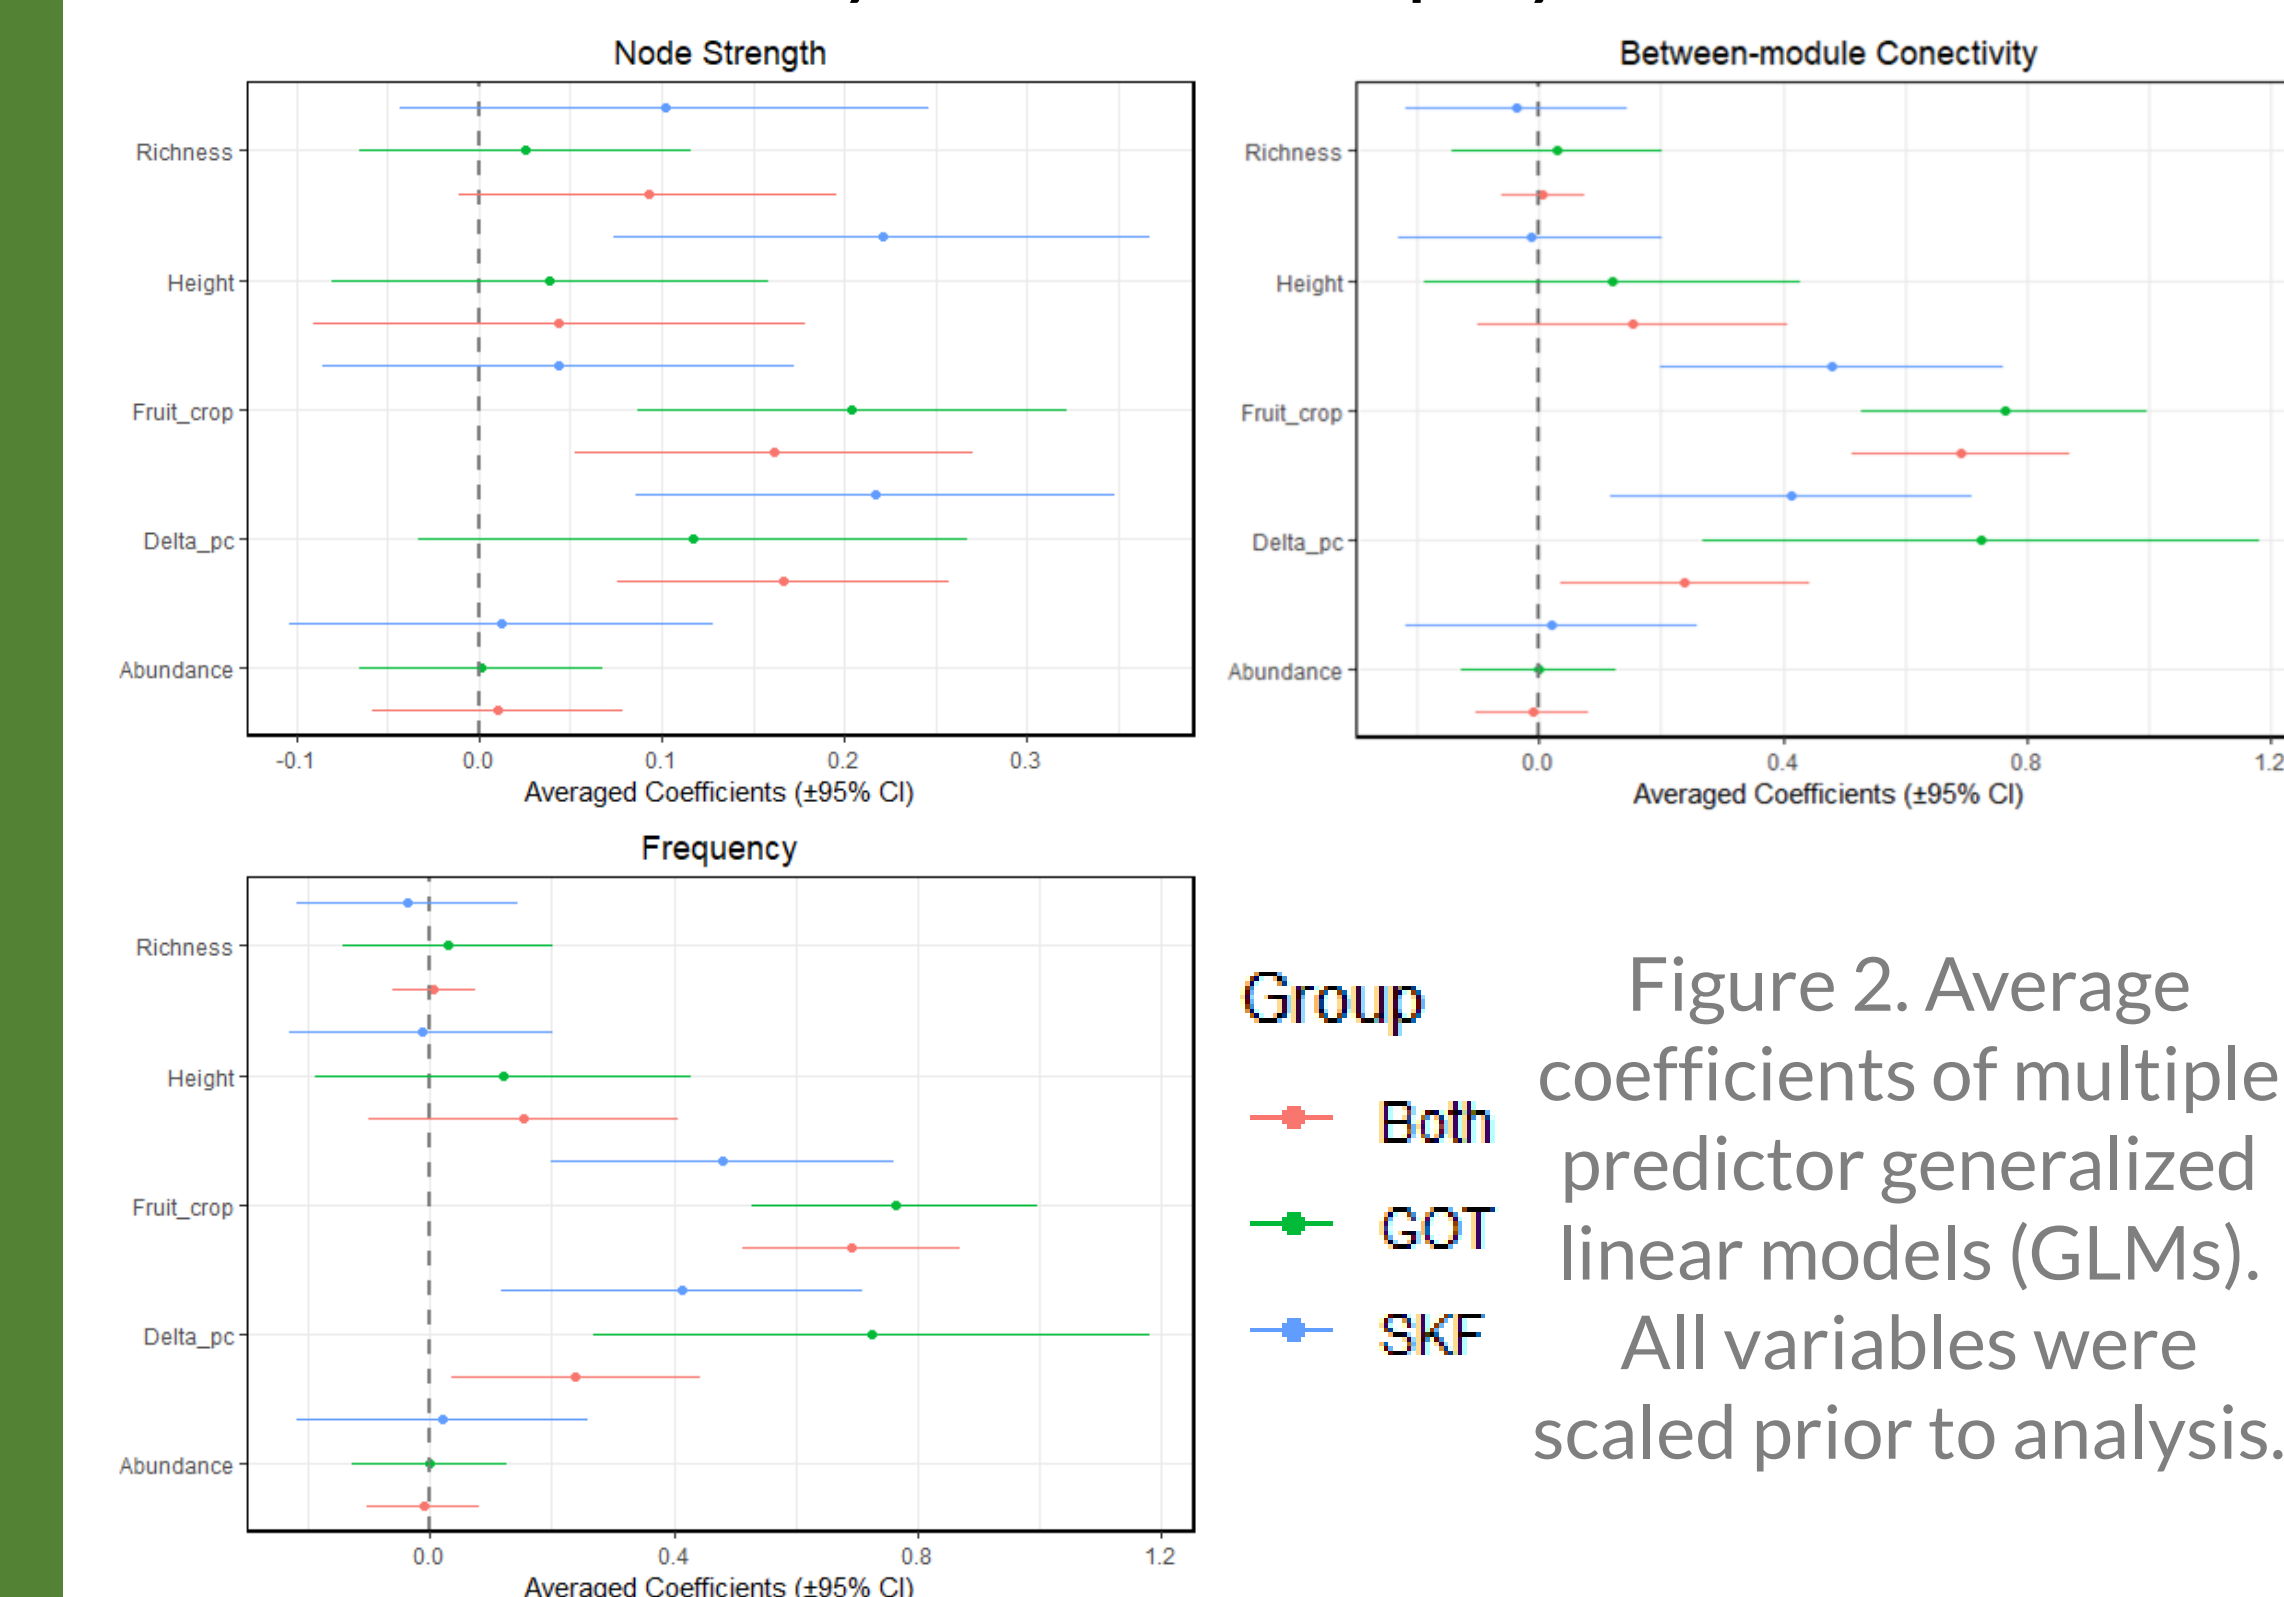 Node Strength
Richness
Height
Fruit_crop
Delta_pc
Abundance
-0.1 0.0 0.1 0.2 0.3
Averaged Coefficients (±95% CI)
Between-module Conectivity
Richness
Height
Fruit_crop
Delta_pc
Abundance
0.0 0.4 0.8 1.2
Averaged Coefficients (±95% CI)
Frequency
Richness
Height
Fruit_crop
Delta_pc
Abundance
0.0 0.4 0.8 1.2
Averaged Coefficients (±95% CI)
Group
Both
GOT
SKF
Figure 2. Average
coefficients of multiple
predictor generalized
linear models (GLMs).
All variables were
scaled prior to analysis.